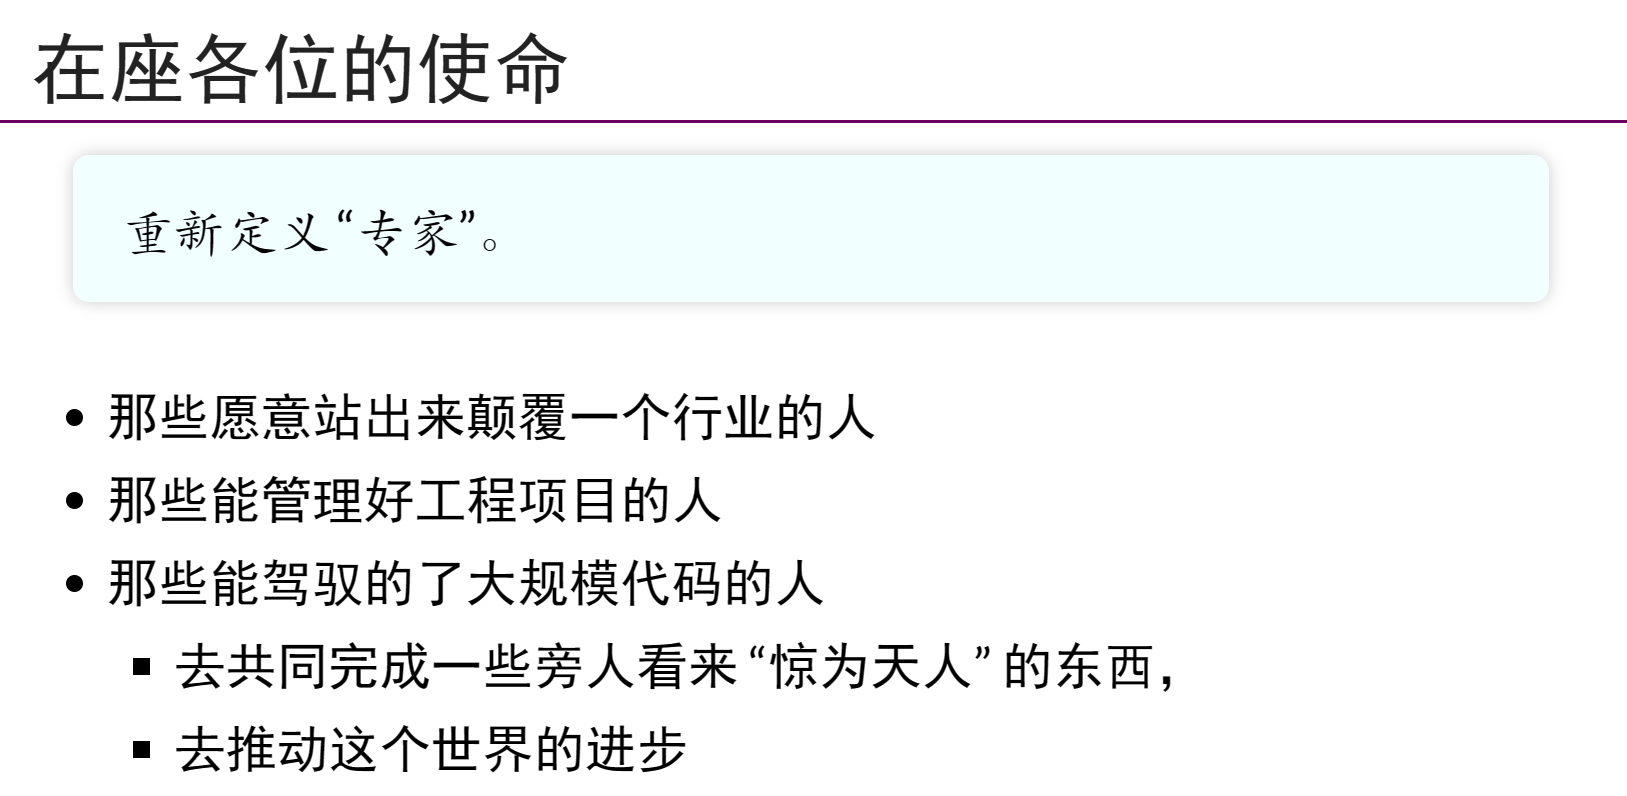 在座各位的使命
重新定义“专家”。
那些愿意站出来颠覆一个行业的人
那些能管理好工程项目的人
那些能驾驭的了大规模代码的人
去共同完成一些旁人看来“惊为天人”的东西，
去推动这个世界的进步